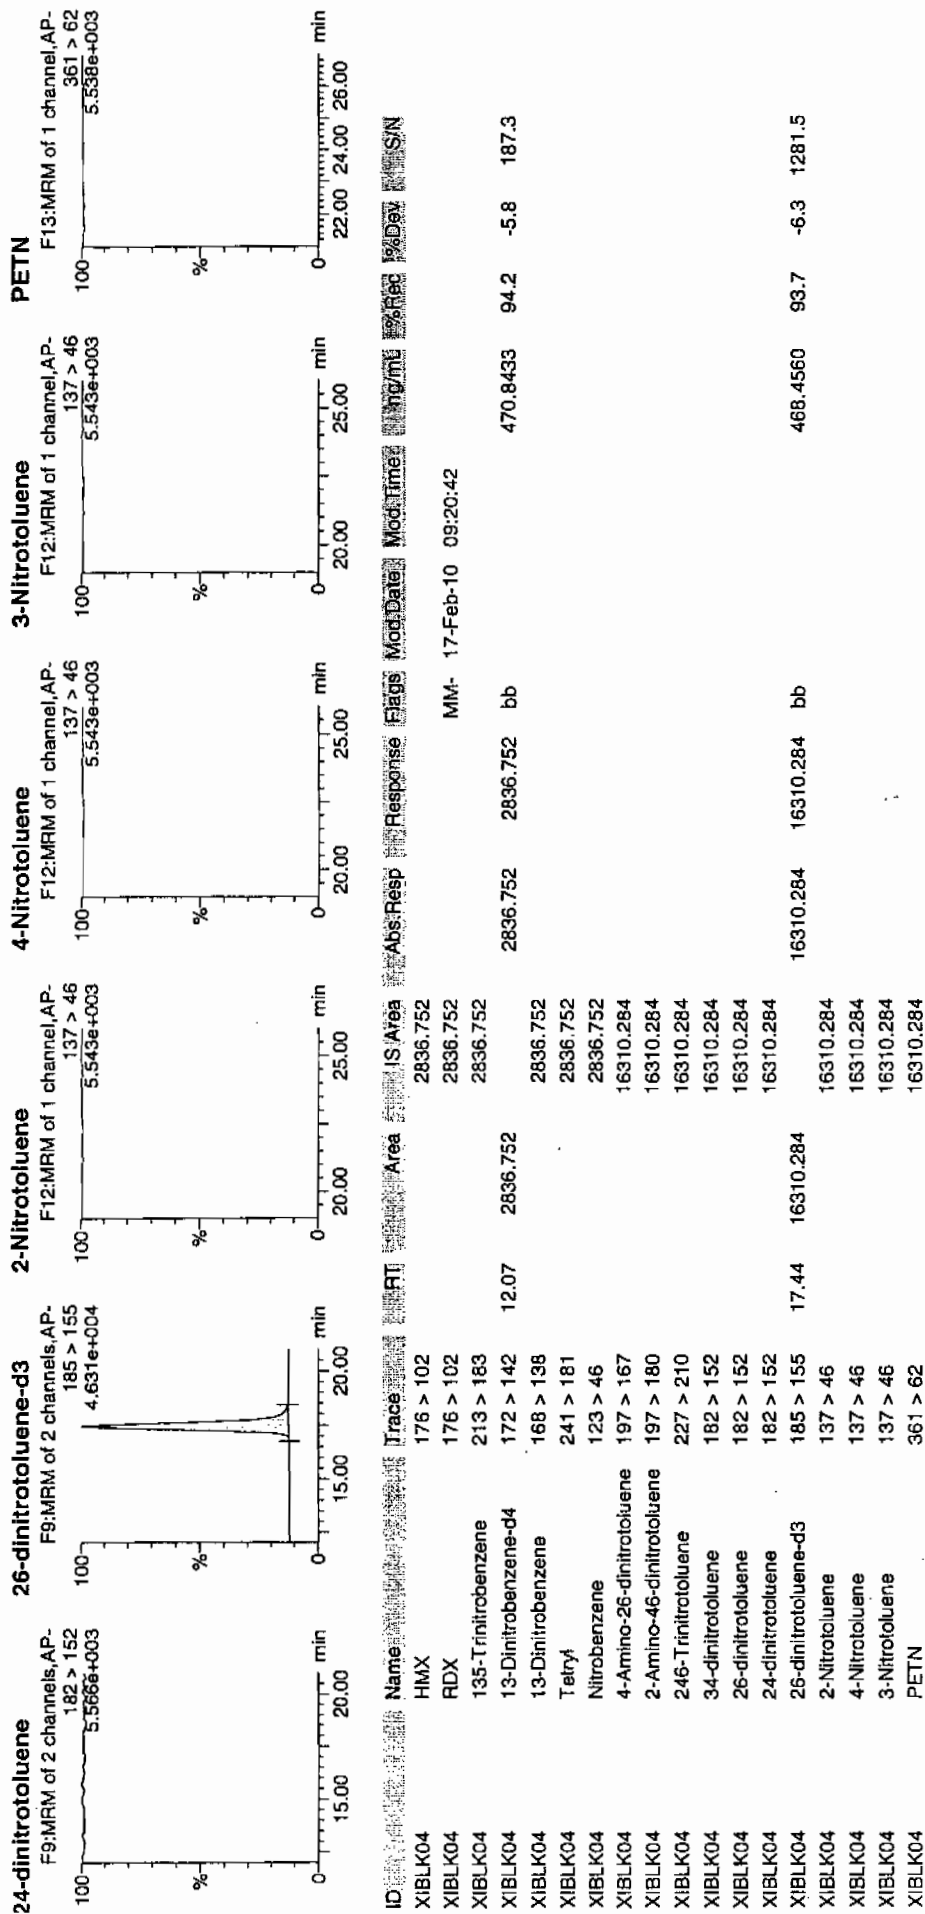 24-dinitrotoluene
F9:MRM of 2 channels,AP-
182 > 152
5.566e+003
100
%
0
15.00 20.00 min
26-dinitrotoluene-d3
F9:MRM of 2 channels,AP-
185 > 155
4.631e+004
100
%
0
15.00 20.00 min
2-Nitrotoluene
F12:MRM of 1 channel,AP-
137 > 46
5.543e+003
100
%
0
20.00 25.00 min
4-Nitrotoluene
F12:MRM of 1 channel,AP-
137 > 46
5.543e+003
100
%
0
20.00 25.00 min
3-Nitrotoluene
F12:MRM of 1 channel,AP-
137 > 46
5.543e+003
100
%
0
20.00 25.00 min
PETN
F13:MRM of 1 channel,AP-
361 > 62
5.538e+003
100
%
0
22.00 24.00 26.00 min
ID Name Trace RT Area IS Area Abs.Resp Response Flags Mod.Date Mod.Time ng/mL %Rec %Dev S/N
XIBLK04 HMX 176 > 102 2836.752
XIBLK04 RDX 176 > 102 2836.752 MM- 17-Feb-10 09:20:42
XIBLK04 135-Trinitrobenzene 213 > 183 2836.752
XIBLK04 13-Dinitrobenzene-d4 172 > 142 12.07 2836.752 2836.752 2836.752 bb 470.8433 94.2 -5.8 187.3
XIBLK04 13-Dinitrobenzene 168 > 138 2836.752
XIBLK04 Tetryl 241 > 181 2836.752
XIBLK04 Nitrobenzene 123 > 46 2836.752
XIBLK04 4-Amino-26-dinitrotoluene 197 > 167 16310.284
XIBLK04 2-Amino-46-dinitrotoluene 197 > 180 16310.284
XIBLK04 246-Trinitrotoluene 227 > 210 16310.284
XIBLK04 34-dinitrotoluene 182 > 152 16310.284
XIBLK04 26-dinitrotoluene 182 > 152 16310.284
XIBLK04 24-dinitrotoluene 182 > 152 16310.284
XIBLK04 26-dinitrotoluene-d3 185 > 155 17.44 16310.284 16310.284 16310.284 bb 468.4560 93.7 -6.3 1281.5
XIBLK04 2-Nitrotoluene 137 > 46 16310.284
XIBLK04 4-Nitrotoluene 137 > 46 16310.284
XIBLK04 3-Nitrotoluene 137 > 46 16310.284
XIBLK04 PETN 361 > 62 16310.284